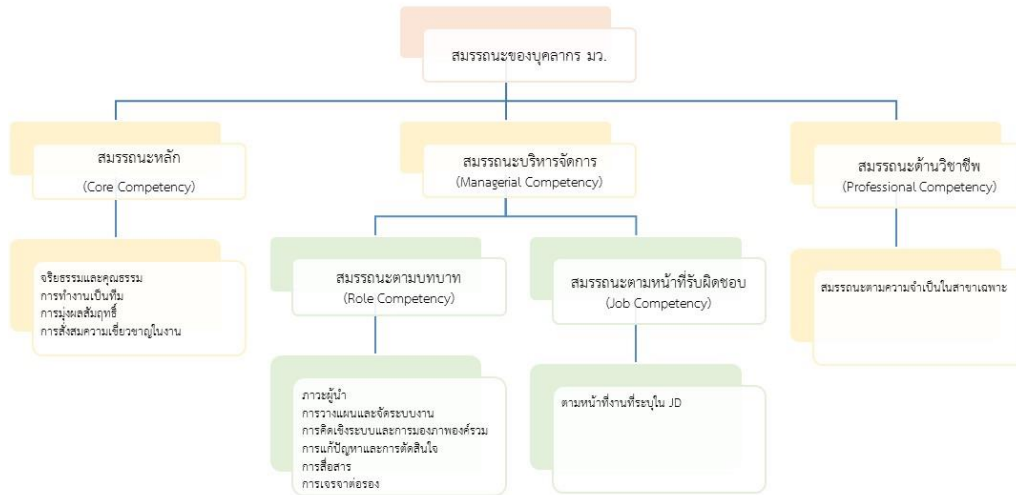 สมรรถนะของบุคลากร มว.
สมรรถนะหลัก
(Core Competency)
สมรรถนะบริหารจัดการ
(Managerial Competency)
สมรรถนะด้านวิชาชีพ
(Professional Competency)
จริยธรรมและคุณธรรม
การทำงานเป็นทีม
การมุ่งผลสัมฤทธิ์
การสั่งสมความเชี่ยวชาญในงาน
สมรรถนะตามบทบาท
(Role Competency)
สมรรถนะตามหน้าที่รับผิดชอบ
(Job Competency)
สมรรถนะตามความจำเป็นในสาขาเฉพาะ
ภาวะผู้นำ
การวางแผนและจัดระบบงาน
การคิดเชิงระบบและการมองภาพองค์รวม
การแก้ปัญหาและการตัดสินใจ
การสื่อสาร
การเจรจาต่อรอง
ตามหน้าที่งานที่ระบุใน JD